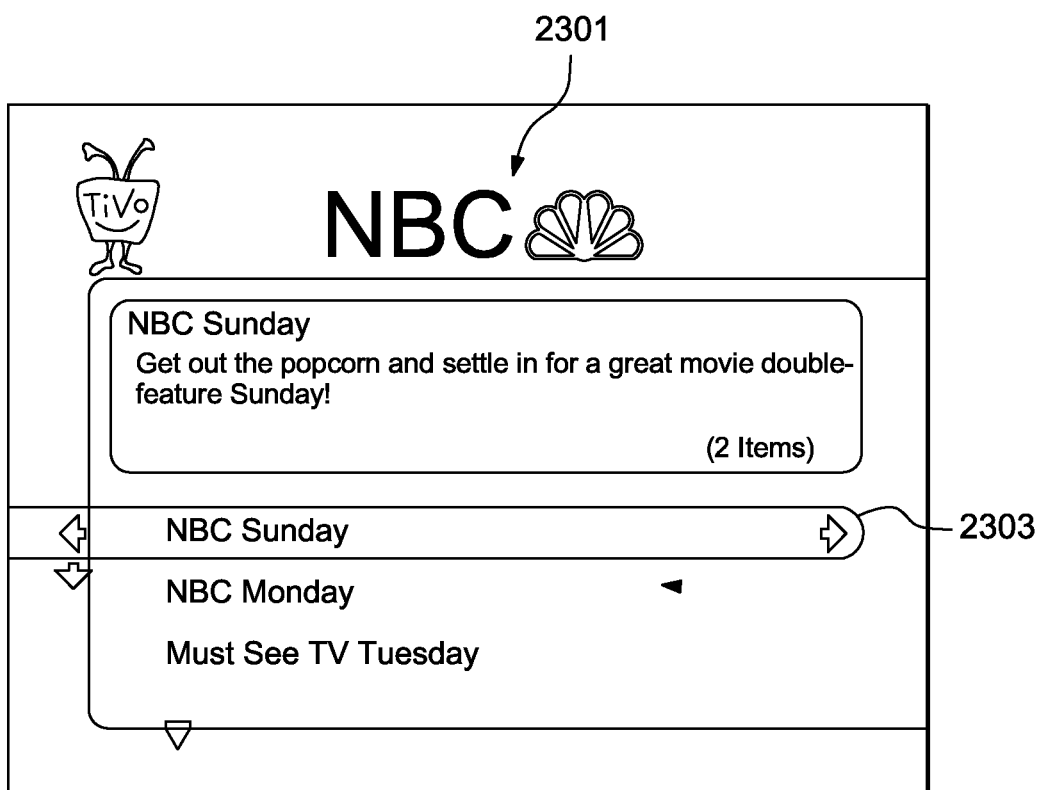 2301
TiVo
NBC
NBC Sunday
Get out the popcorn and settle in for a great movie double-
feature Sunday!
(2 Items)
NBC Sunday
2303
NBC Monday
Must See TV Tuesday